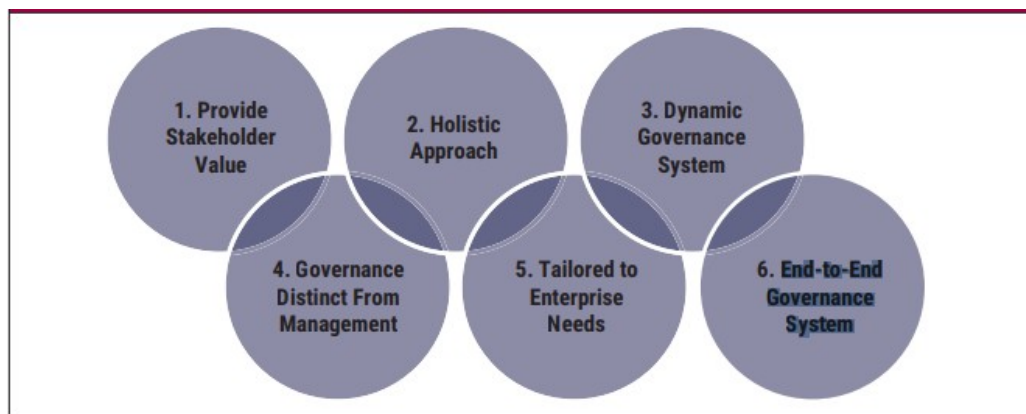 1. Provide
Stakeholder
Value
2. Holistic
Approach
3. Dynamic
Governance
System
4. Governance
Distinct From
Management
5. Tailored to
Enterprise
Needs
6. End-to-End
Governance
System